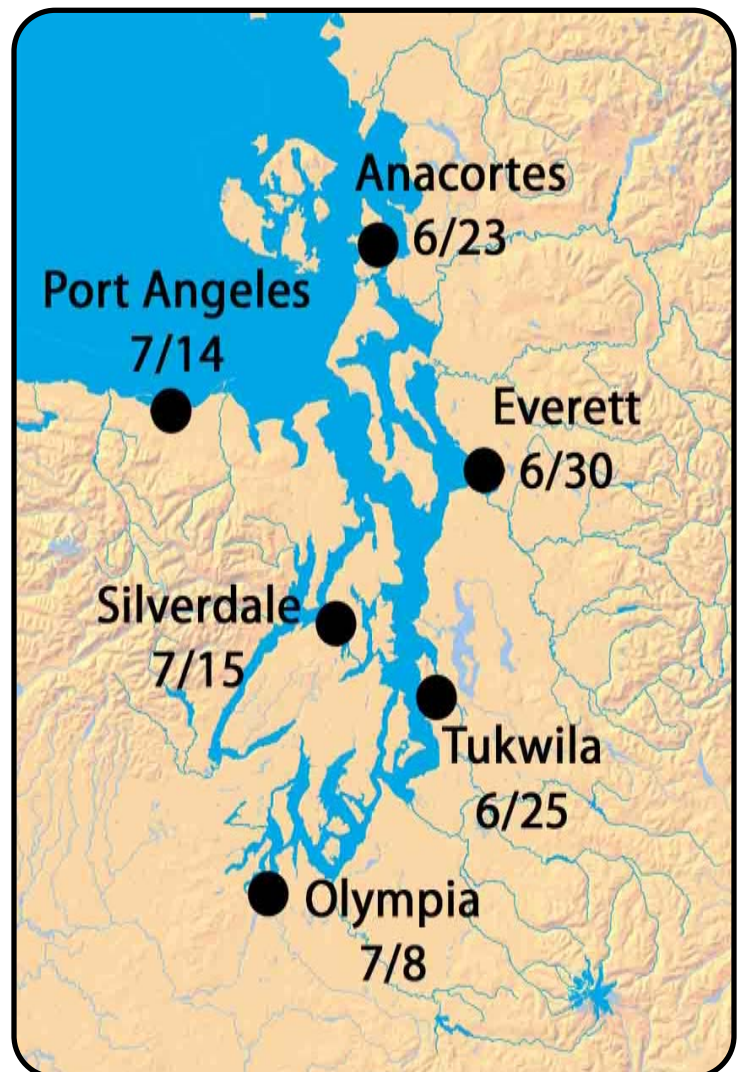 Anacortes
6/23
Port Angeles
7/14
Everett
6/30
Silverdale
7/15
Tukwila
6/25
Olympia
7/8